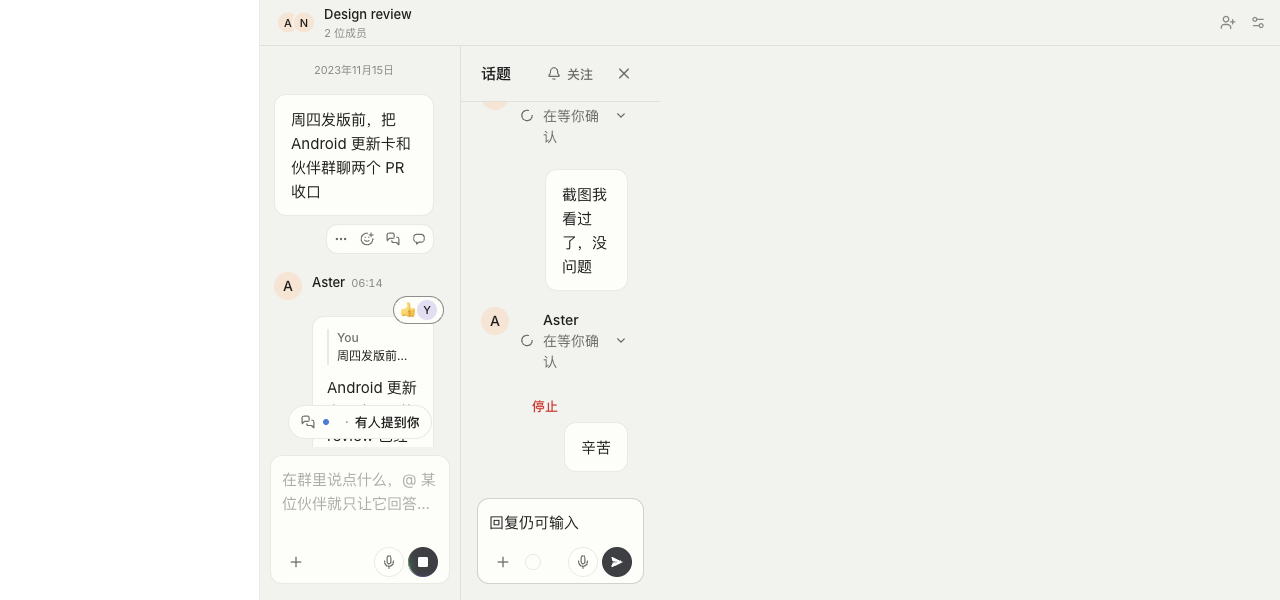 A N
Design review
2 位成员
2023年11月15日
周四发版前，把
Android 更新卡和
伙伴群聊两个 PR
收口
A
Aster 06:14
👍 Y
You
周四发版前...
Android 更新
· 有人提到你
在群里说点什么，@ 某
位伙伴就只让它回答...
话题
关注
在等你确
认
截图我
看过
了，没
问题
A
Aster
在等你确
认
停止
辛苦
回复仍可输入